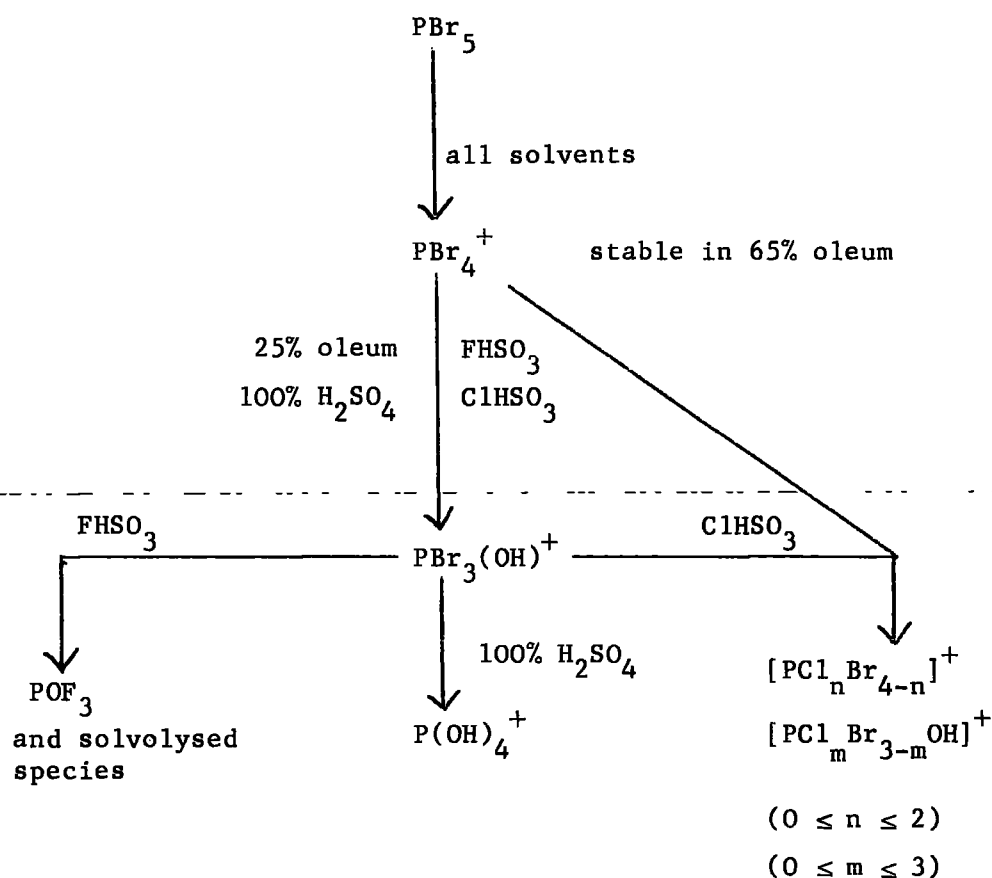 PBr5
all solvents
PBr4+ stable in 65% oleum
25% oleum FHSO3
100% H2SO4 ClHSO3
FHSO3 PBr3(OH)+ ClHSO3
100% H2SO4
POF3
and solvolysed
species
P(OH)4+
[PClnBr4-n]+
[PClmBr3-mOH]+
(0 ≤ n ≤ 2)
(0 ≤ m ≤ 3)